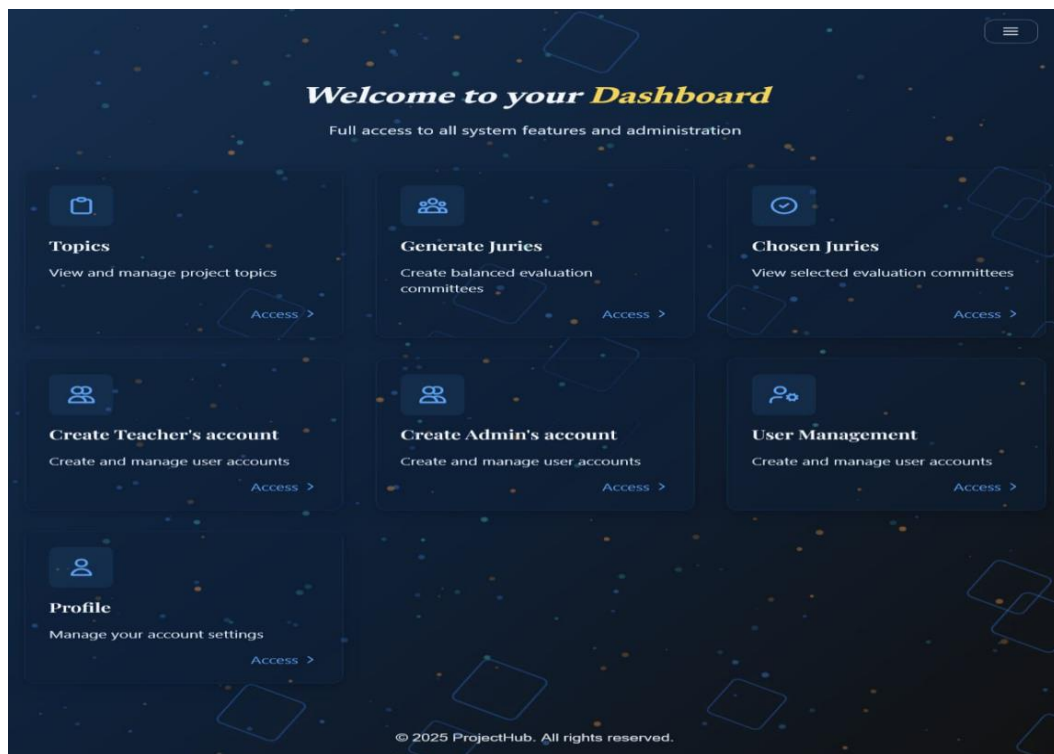 Welcome to your Dashboard
Full access to all system features and administration
Topics
View and manage project topics
Access >
Generate Juries
Create balanced evaluation
committees
Access >
Chosen Juries
View selected evaluation committees
Access >
Create Teacher's account
Create and manage user accounts
Access >
Create Admin's account
Create and manage user accounts
Access >
User Management
Create and manage user accounts
Access >
Profile
Manage your account settings
Access >
© 2025 ProjectHub. All rights reserved.